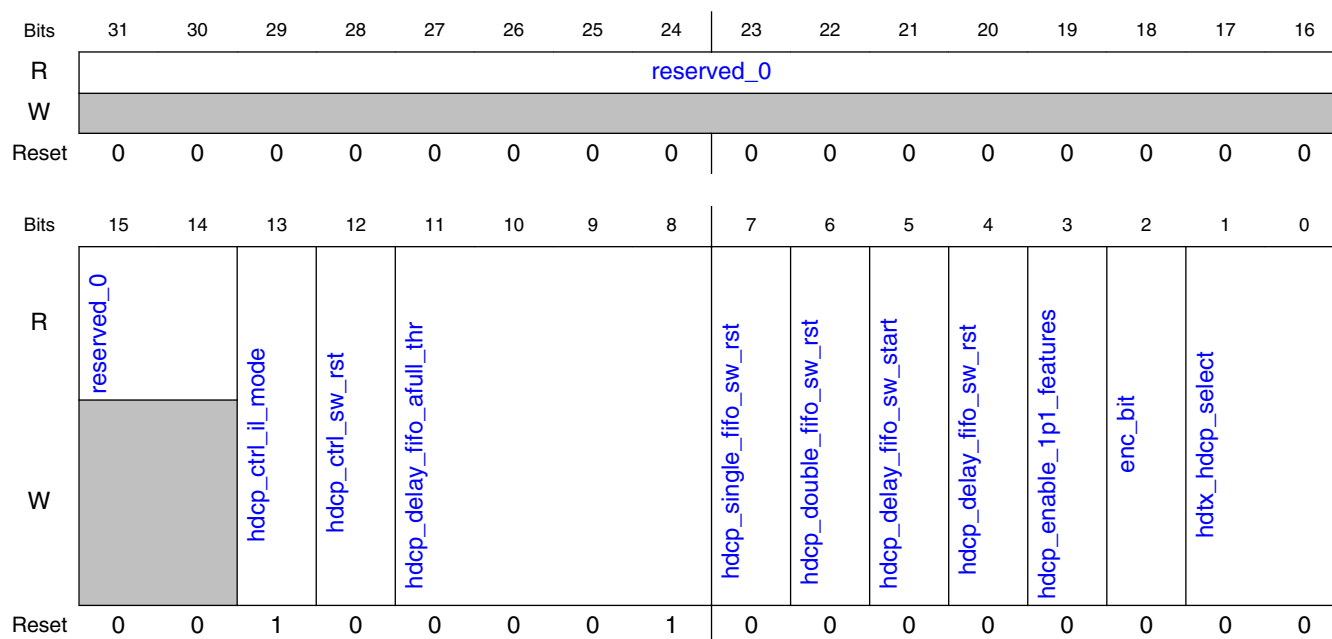 Bits 31 30 29 28 27 26 25 24 23 22 21 20 19 18 17 16
R reserved_0
W
Reset 0 0 0 0 0 0 0 0 0 0 0 0 0 0 0 0
Bits 15 14 13 12 11 10 9 8 7 6 5 4 3 2 1 0
R
reserved_0
hdcp_ctrl_il_mode
hdcp_ctrl_sw_rst
hdcp_delay_fifo_afull_thr
hdcp_single_fifo_sw_rst
hdcp_double_fifo_sw_rst
hdcp_delay_fifo_sw_start
hdcp_delay_fifo_sw_rst
hdcp_enable_1p1_features
enc_bit
hdtx_hdcp_select
W
Reset 0 0 1 0 0 0 0 1 0 0 0 0 0 0 0 0